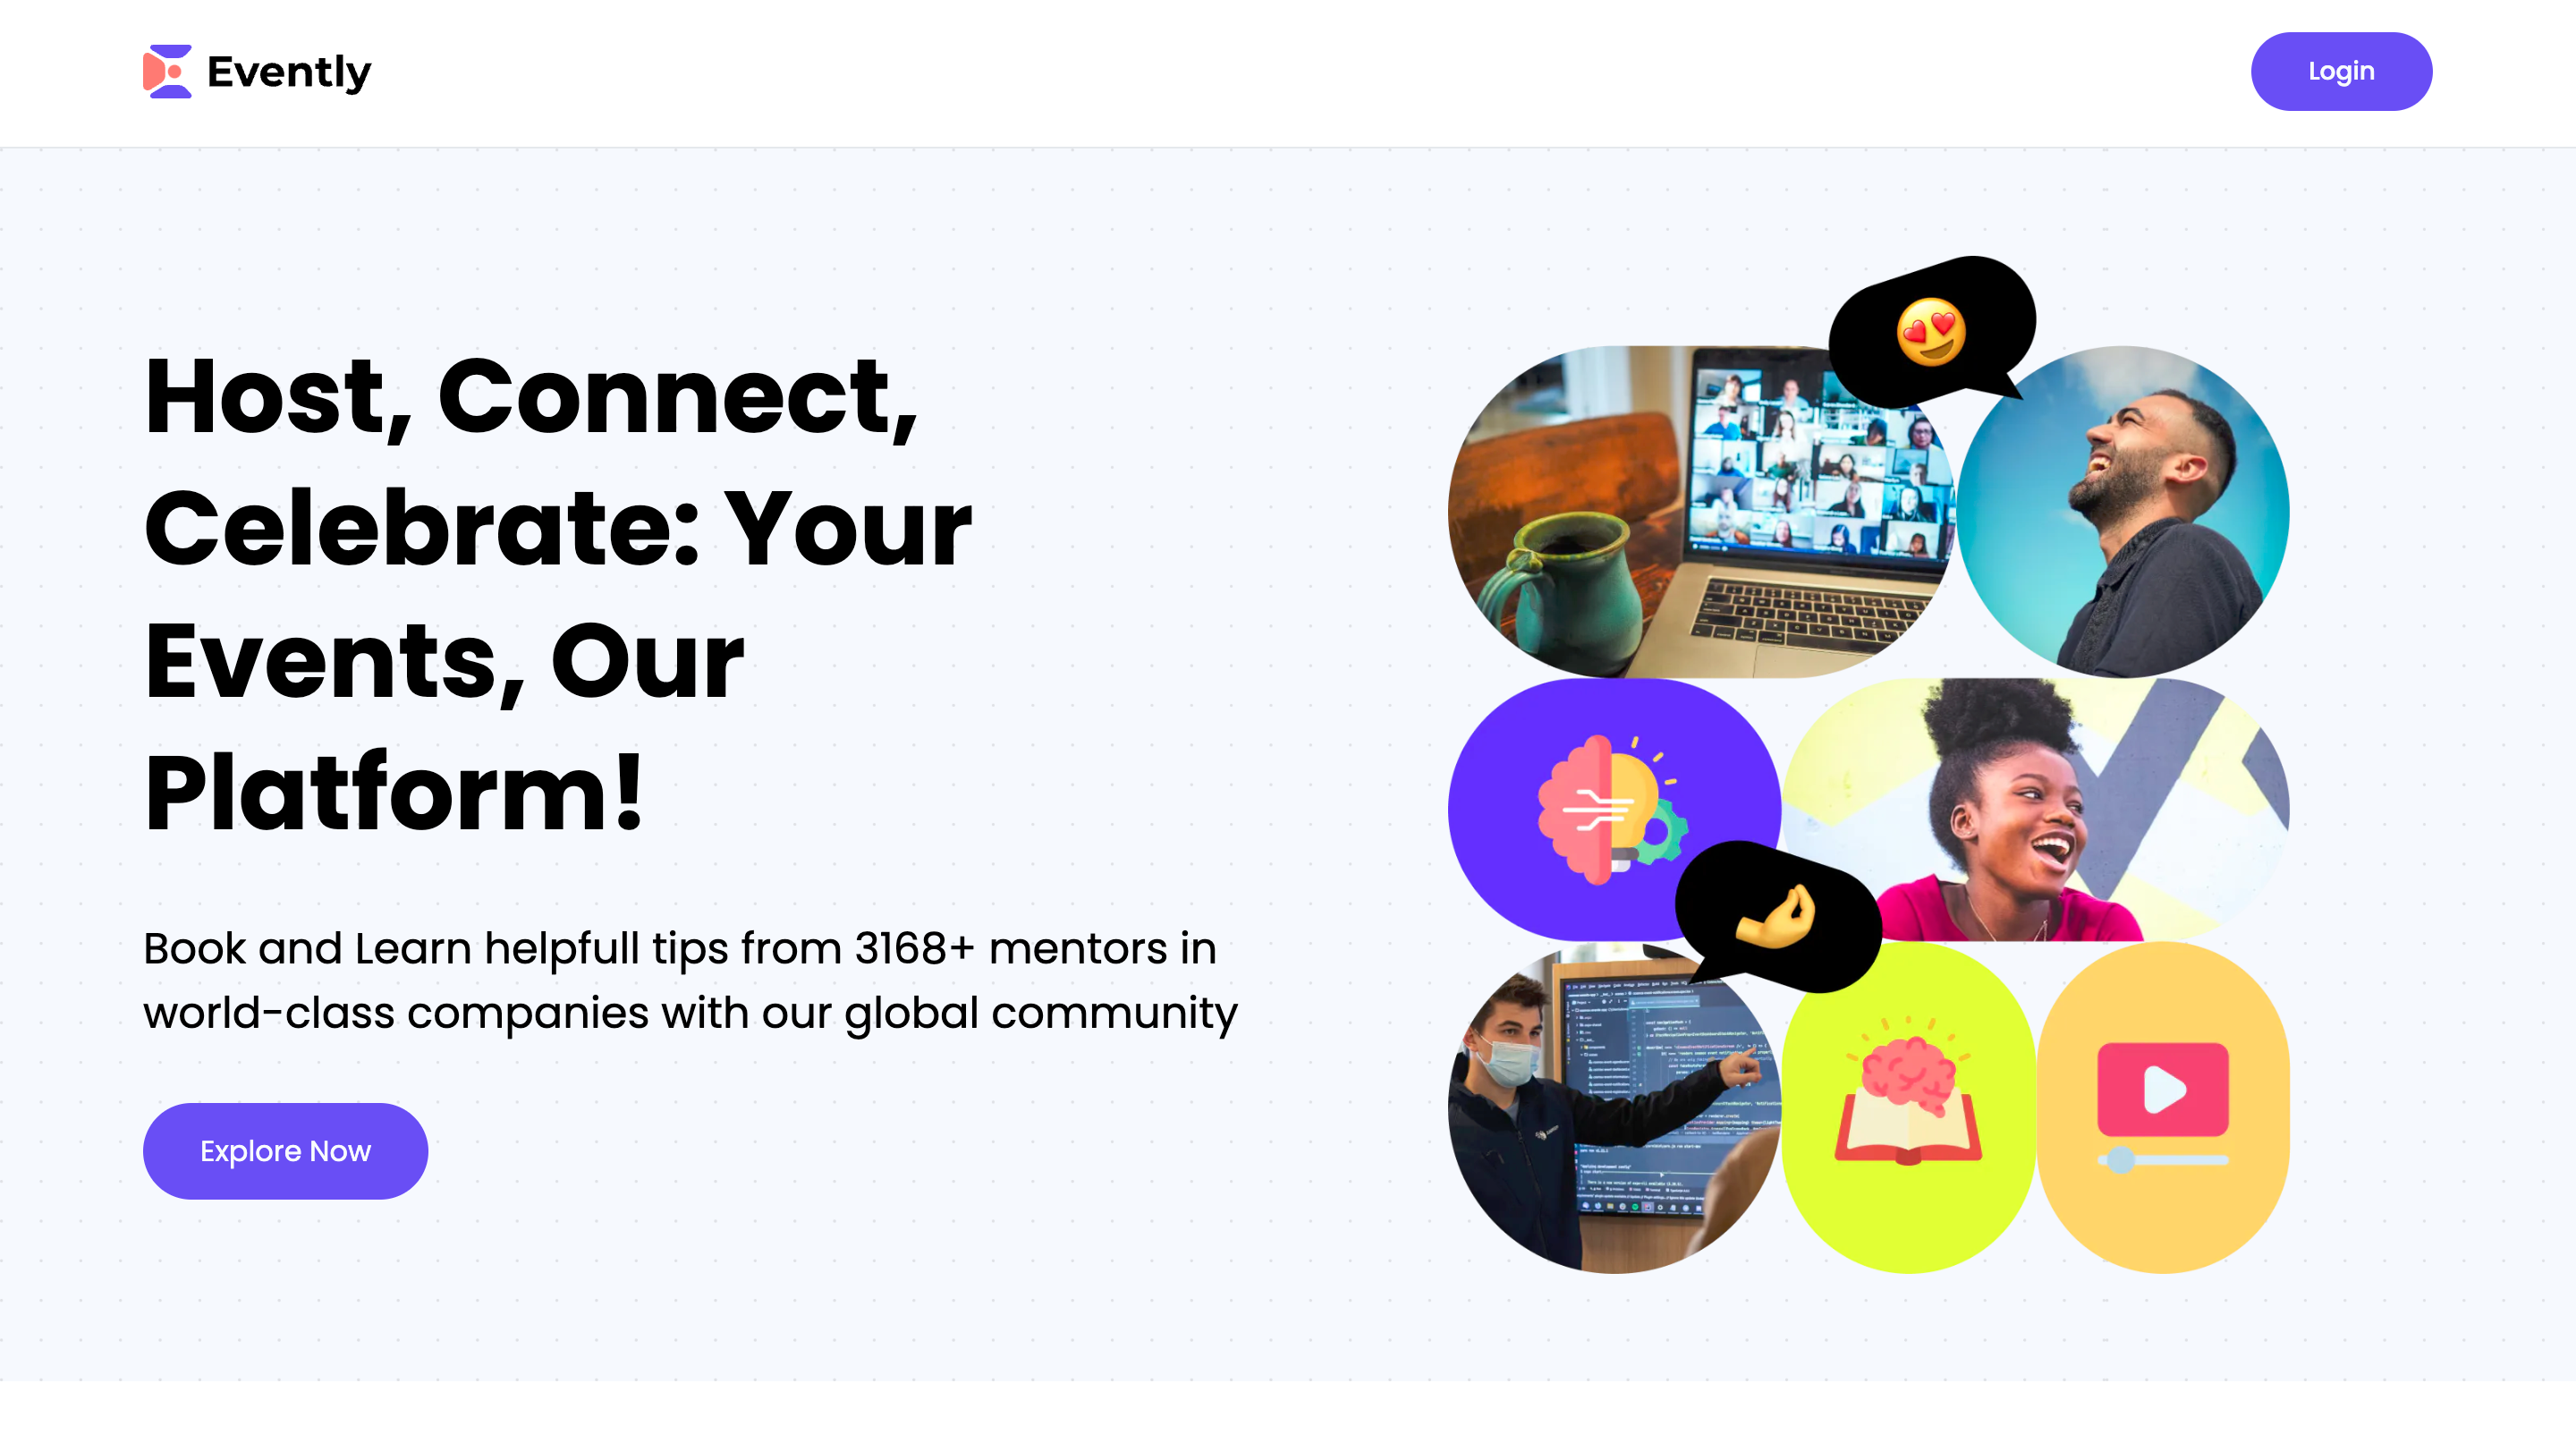 Evently
Login
Host, Connect,
Celebrate: Your
Events, Our
Platform!
Book and Learn helpfull tips from 3168+ mentors in
world-class companies with our global community
Explore Now